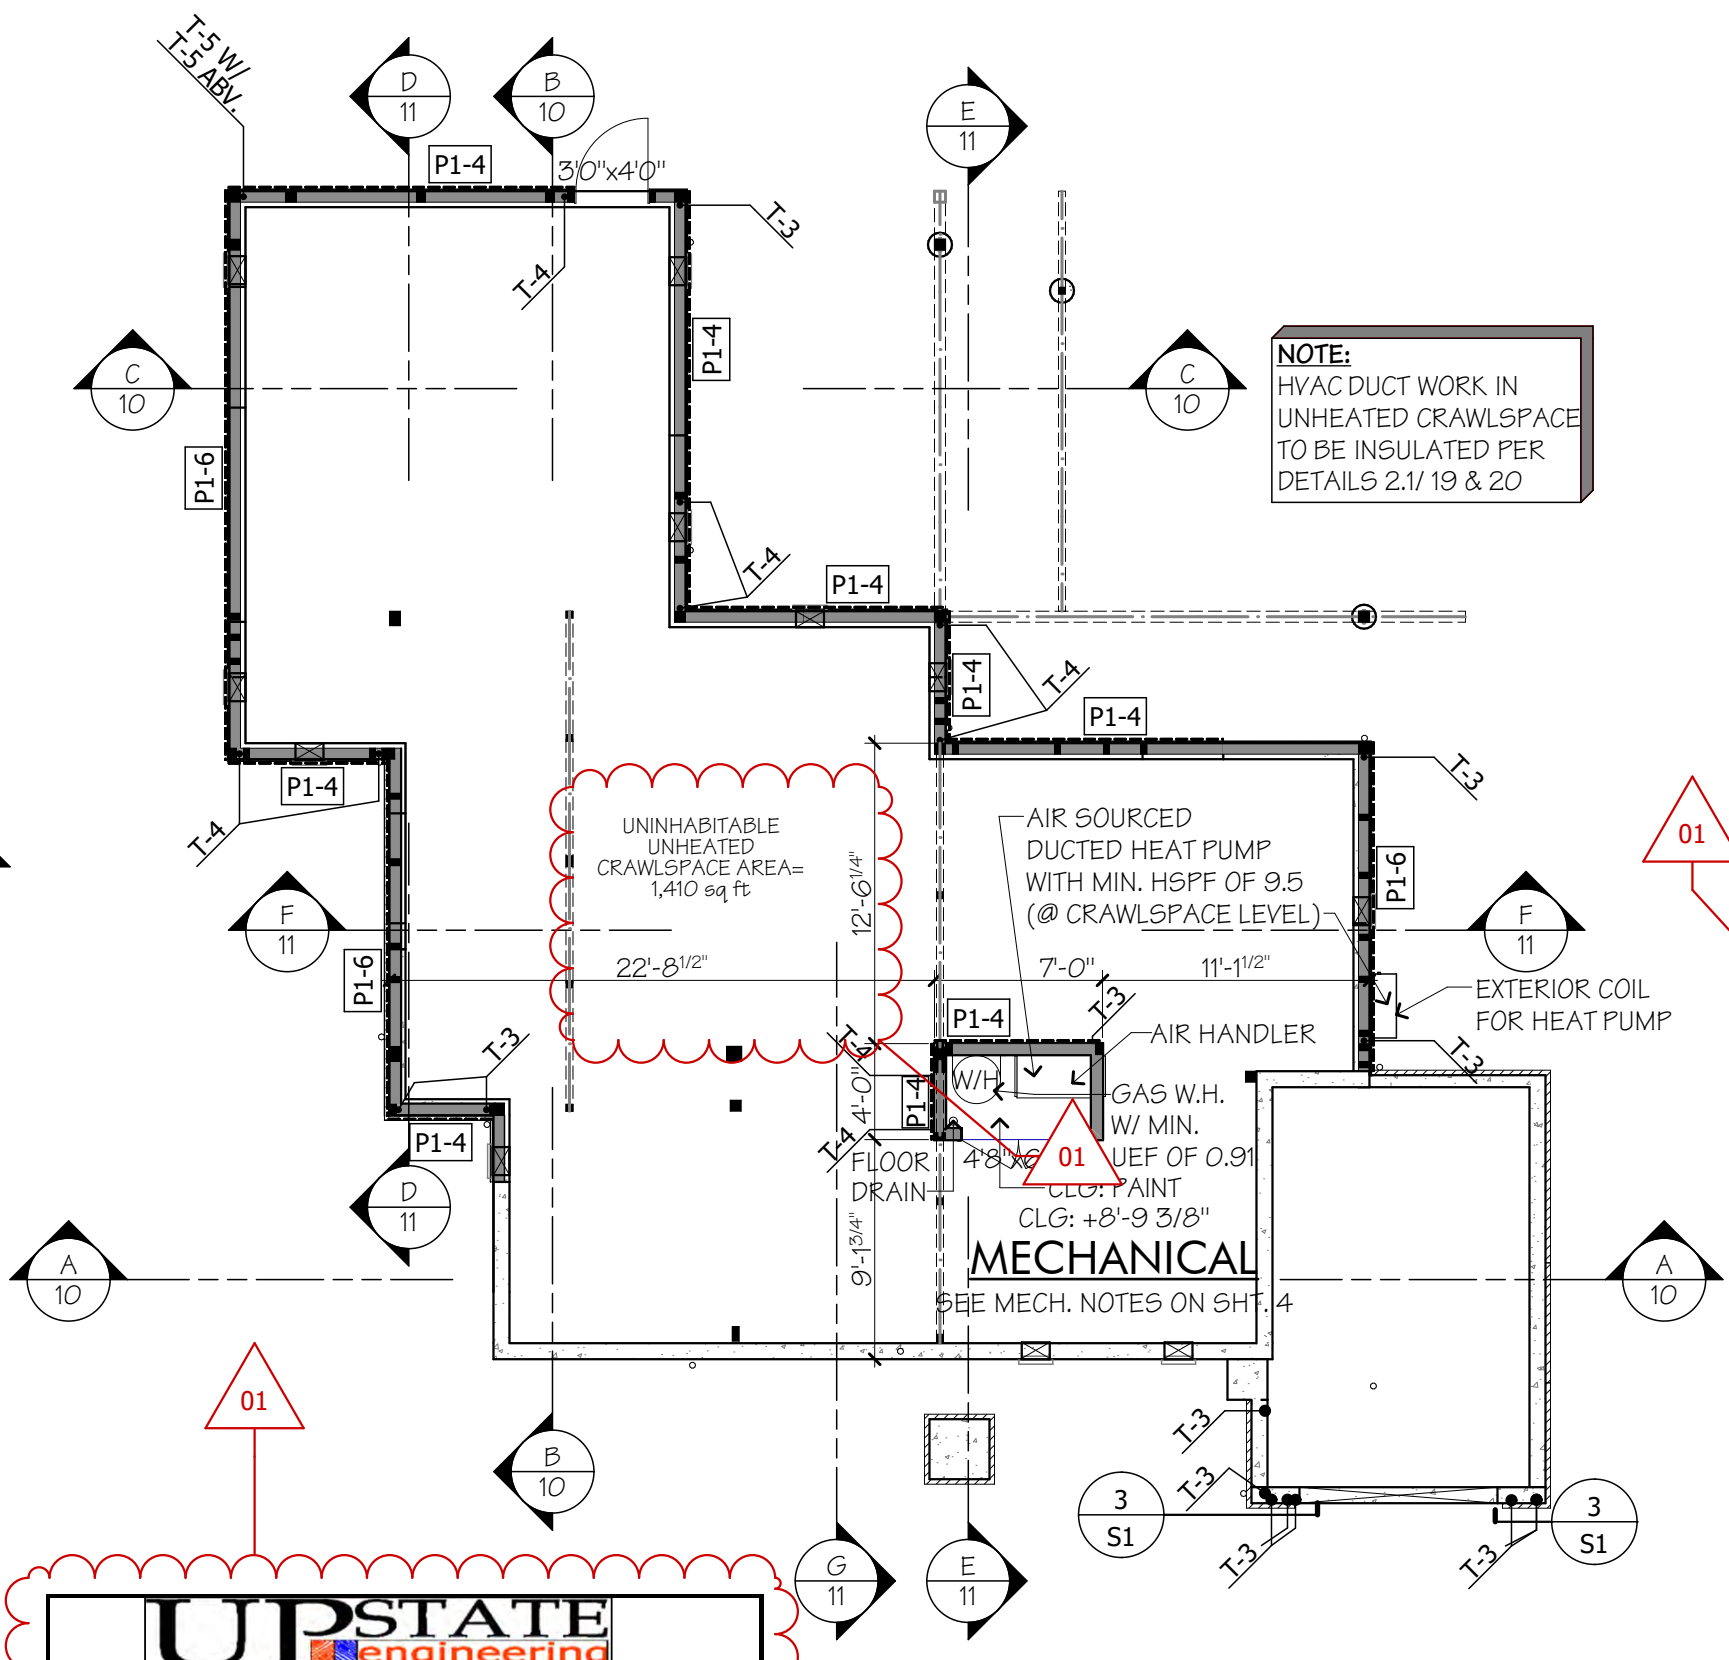 T-5 W/
T-5 ABV.
D
11
B
10
E
11
P1-4
3'0"x4'0"
T-3
T-4
P1-4
C
10
C
10
NOTE:
HVAC DUCT WORK IN
UNHEATED CRAWLSPACE
TO BE INSULATED PER
DETAILS 2.1/ 19 & 20
P1-6
T-4
P1-4
P1-4
T-4
P1-4
P1-4
T-4
T-3
UNINHABITABLE
UNHEATED
CRAWLSPACE AREA=
1,410 sq ft
12'-6 1/4"
AIR SOURCED
DUCTED HEAT PUMP
WITH MIN. HSPF OF 9.5
(@ CRAWLSPACE LEVEL)
P1-6
01
F
11
F
11
P1-6
22'-8 1/2"
7'-0"
11'-1 1/2"
EXTERIOR COIL
FOR HEAT PUMP
T-3
P1-4
T-3
AIR HANDLER
T-4
T-3
W/H
P1-4
4'-0"
GAS W.H.
W/ MIN.
UEF OF 0.91
P1-4
T-4
FLOOR
DRAIN
01
CLG: PAINT
CLG: +8'-9 3/8"
D
11
9'-1 3/4"
MECHANICAL
SEE MECH. NOTES ON SHT. 4
A
10
A
10
01
T-3
B
10
T-3
3
S1
3
S1
T-3
T-3
G
11
E
11
UPSTATE
engineering